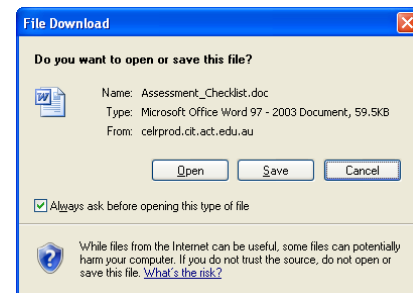 File Download
Do you want to open or save this file?
Name: Assessment_Checklist.doc
Type: Microsoft Office Word 97 - 2003 Document, 59.5KB
From: celrprod.cit.act.edu.au
Open Save Cancel
Always ask before opening this type of file
While files from the Internet can be useful, some files can potentially
harm your computer. If you do not trust the source, do not open or
save this file. What's the risk?